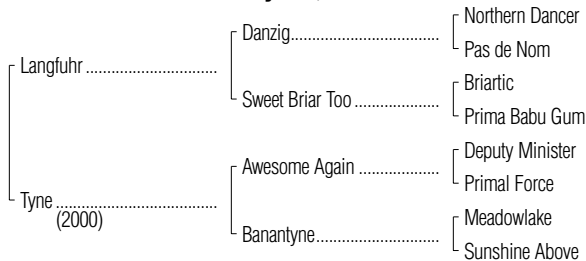 Northern Dancer
Danzig
Pas de Nom
Langfuhr
Briartic
Sweet Briar Too
Prima Babu Gum
Deputy Minister
Awesome Again
Primal Force
Tyne
(2000)
Meadowlake
Banantyne
Sunshine Above